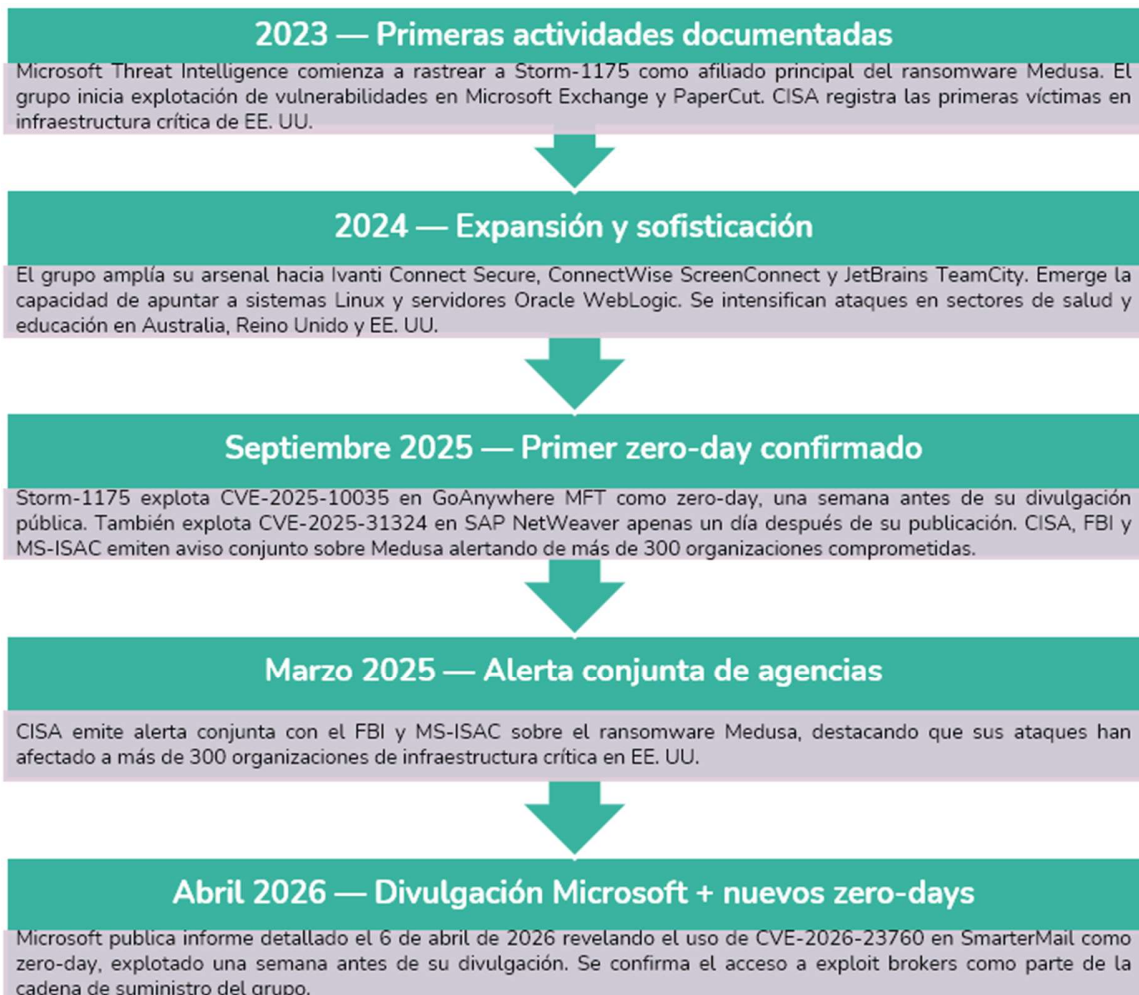 2023 — Primeras actividades documentadas
Microsoft Threat Intelligence comienza a rastrear a Storm-1175 como afiliado principal del ransomware Medusa. El
grupo inicia explotación de vulnerabilidades en Microsoft Exchange y PaperCut. CISA registra las primeras víctimas en
infraestructura crítica de EE. UU.
2024 — Expansión y sofisticación
El grupo amplía su arsenal hacia Ivanti Connect Secure, ConnectWise ScreenConnect y JetBrains TeamCity. Emerge la
capacidad de apuntar a sistemas Linux y servidores Oracle WebLogic. Se intensifican ataques en sectores de salud y
educación en Australia, Reino Unido y EE. UU.
Septiembre 2025 — Primer zero-day confirmado
Storm-1175 explota CVE-2025-10035 en GoAnywhere MFT como zero-day, una semana antes de su divulgación
pública. También explota CVE-2025-31324 en SAP NetWeaver apenas un día después de su publicación. CISA, FBI y
MS-ISAC emiten aviso conjunto sobre Medusa alertando de más de 300 organizaciones comprometidas.
Marzo 2025 — Alerta conjunta de agencias
CISA emite alerta conjunta con el FBI y MS-ISAC sobre el ransomware Medusa, destacando que sus ataques han
afectado a más de 300 organizaciones de infraestructura crítica en EE. UU.
Abril 2026 — Divulgación Microsoft + nuevos zero-days
Microsoft publica informe detallado el 6 de abril de 2026 revelando el uso de CVE-2026-23760 en SmarterMail como
zero-day, explotado una semana antes de su divulgación. Se confirma el acceso a exploit brokers como parte de la
cadena de suministro del grupo.